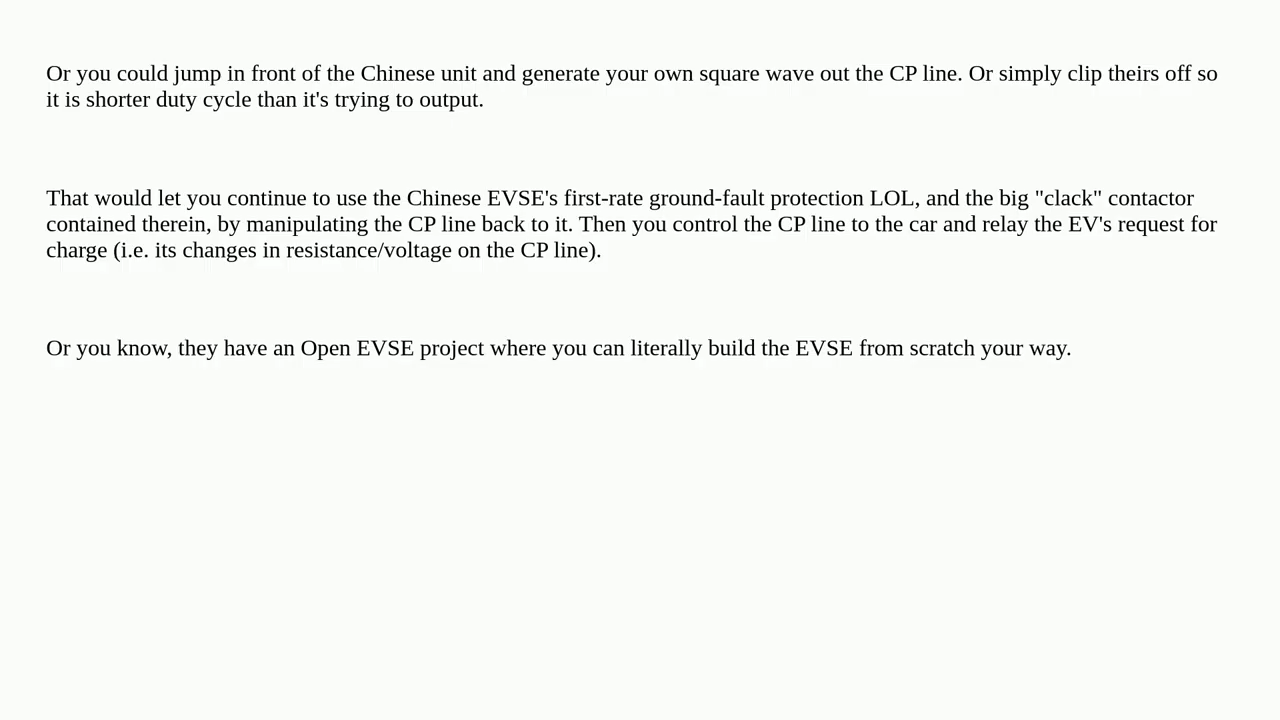 Or you could jump in front of the Chinese unit and generate your own square wave out the CP line. Or simply clip theirs off so
it is shorter duty cycle than it's trying to output.
That would let you continue to use the Chinese EVSE's first-rate ground-fault protection LOL, and the big "clack" contactor
contained therein, by manipulating the CP line back to it. Then you control the CP line to the car and relay the EV's request for
charge (i.e. its changes in resistance/voltage on the CP line).
Or you know, they have an Open EVSE project where you can literally build the EVSE from scratch your way.